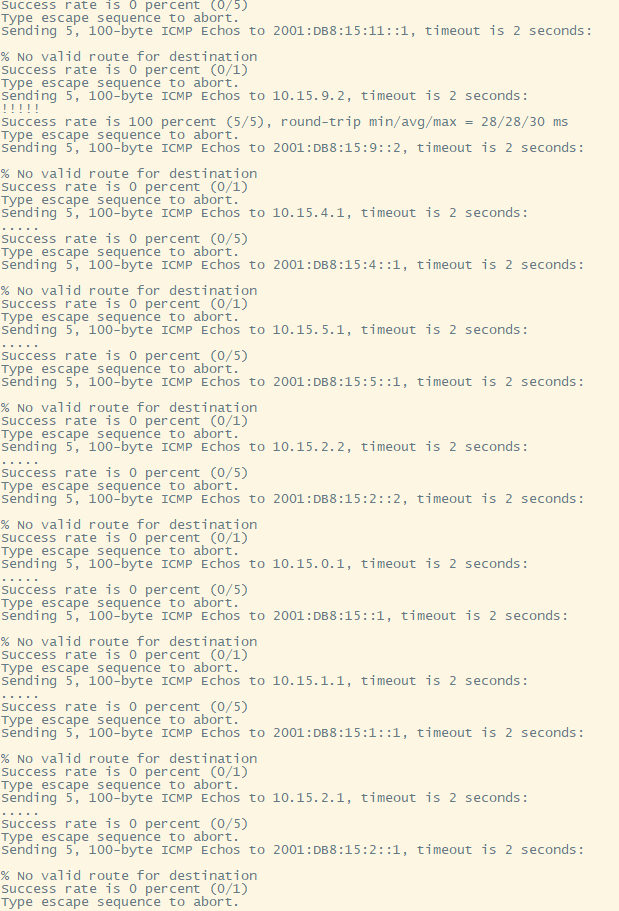 Success rate is 0 percent (0/5)
Type escape sequence to abort.
Sending 5, 100-byte ICMP Echos to 2001:DB8:15:11::1, timeout is 2 seconds:
% No valid route for destination
Success rate is 0 percent (0/1)
Type escape sequence to abort.
Sending 5, 100-byte ICMP Echos to 10.15.9.2, timeout is 2 seconds:
!!!!!
Success rate is 100 percent (5/5), round-trip min/avg/max = 28/28/30 ms
Type escape sequence to abort.
Sending 5, 100-byte ICMP Echos to 2001:DB8:15:9::2, timeout is 2 seconds:
% No valid route for destination
Success rate is 0 percent (0/1)
Type escape sequence to abort.
Sending 5, 100-byte ICMP Echos to 10.15.4.1, timeout is 2 seconds:
.....
Success rate is 0 percent (0/5)
Type escape sequence to abort.
Sending 5, 100-byte ICMP Echos to 2001:DB8:15:4::1, timeout is 2 seconds:
% No valid route for destination
Success rate is 0 percent (0/1)
Type escape sequence to abort.
Sending 5, 100-byte ICMP Echos to 10.15.5.1, timeout is 2 seconds:
.....
Success rate is 0 percent (0/5)
Type escape sequence to abort.
Sending 5, 100-byte ICMP Echos to 2001:DB8:15:5::1, timeout is 2 seconds:
% No valid route for destination
Success rate is 0 percent (0/1)
Type escape sequence to abort.
Sending 5, 100-byte ICMP Echos to 10.15.2.2, timeout is 2 seconds:
.....
Success rate is 0 percent (0/5)
Type escape sequence to abort.
Sending 5, 100-byte ICMP Echos to 2001:DB8:15:2::2, timeout is 2 seconds:
% No valid route for destination
Success rate is 0 percent (0/1)
Type escape sequence to abort.
Sending 5, 100-byte ICMP Echos to 10.15.0.1, timeout is 2 seconds:
.....
Success rate is 0 percent (0/5)
Type escape sequence to abort.
Sending 5, 100-byte ICMP Echos to 2001:DB8:15::1, timeout is 2 seconds:
% No valid route for destination
Success rate is 0 percent (0/1)
Type escape sequence to abort.
Sending 5, 100-byte ICMP Echos to 10.15.1.1, timeout is 2 seconds:
.....
Success rate is 0 percent (0/5)
Type escape sequence to abort.
Sending 5, 100-byte ICMP Echos to 2001:DB8:15:1::1, timeout is 2 seconds:
% No valid route for destination
Success rate is 0 percent (0/1)
Type escape sequence to abort.
Sending 5, 100-byte ICMP Echos to 10.15.2.1, timeout is 2 seconds:
.....
Success rate is 0 percent (0/5)
Type escape sequence to abort.
Sending 5, 100-byte ICMP Echos to 2001:DB8:15:2::1, timeout is 2 seconds:
% No valid route for destination
Success rate is 0 percent (0/1)
Type escape sequence to abort.